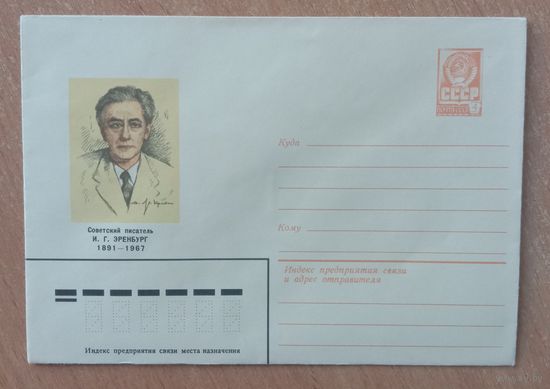 Советский писатель
И. Г. ЭРЕНБУРГ
1891—1967
СССР
Куда
Кому
Индекс предприятия связи
и адрес отправителя
Индекс предприятия связи места назначения